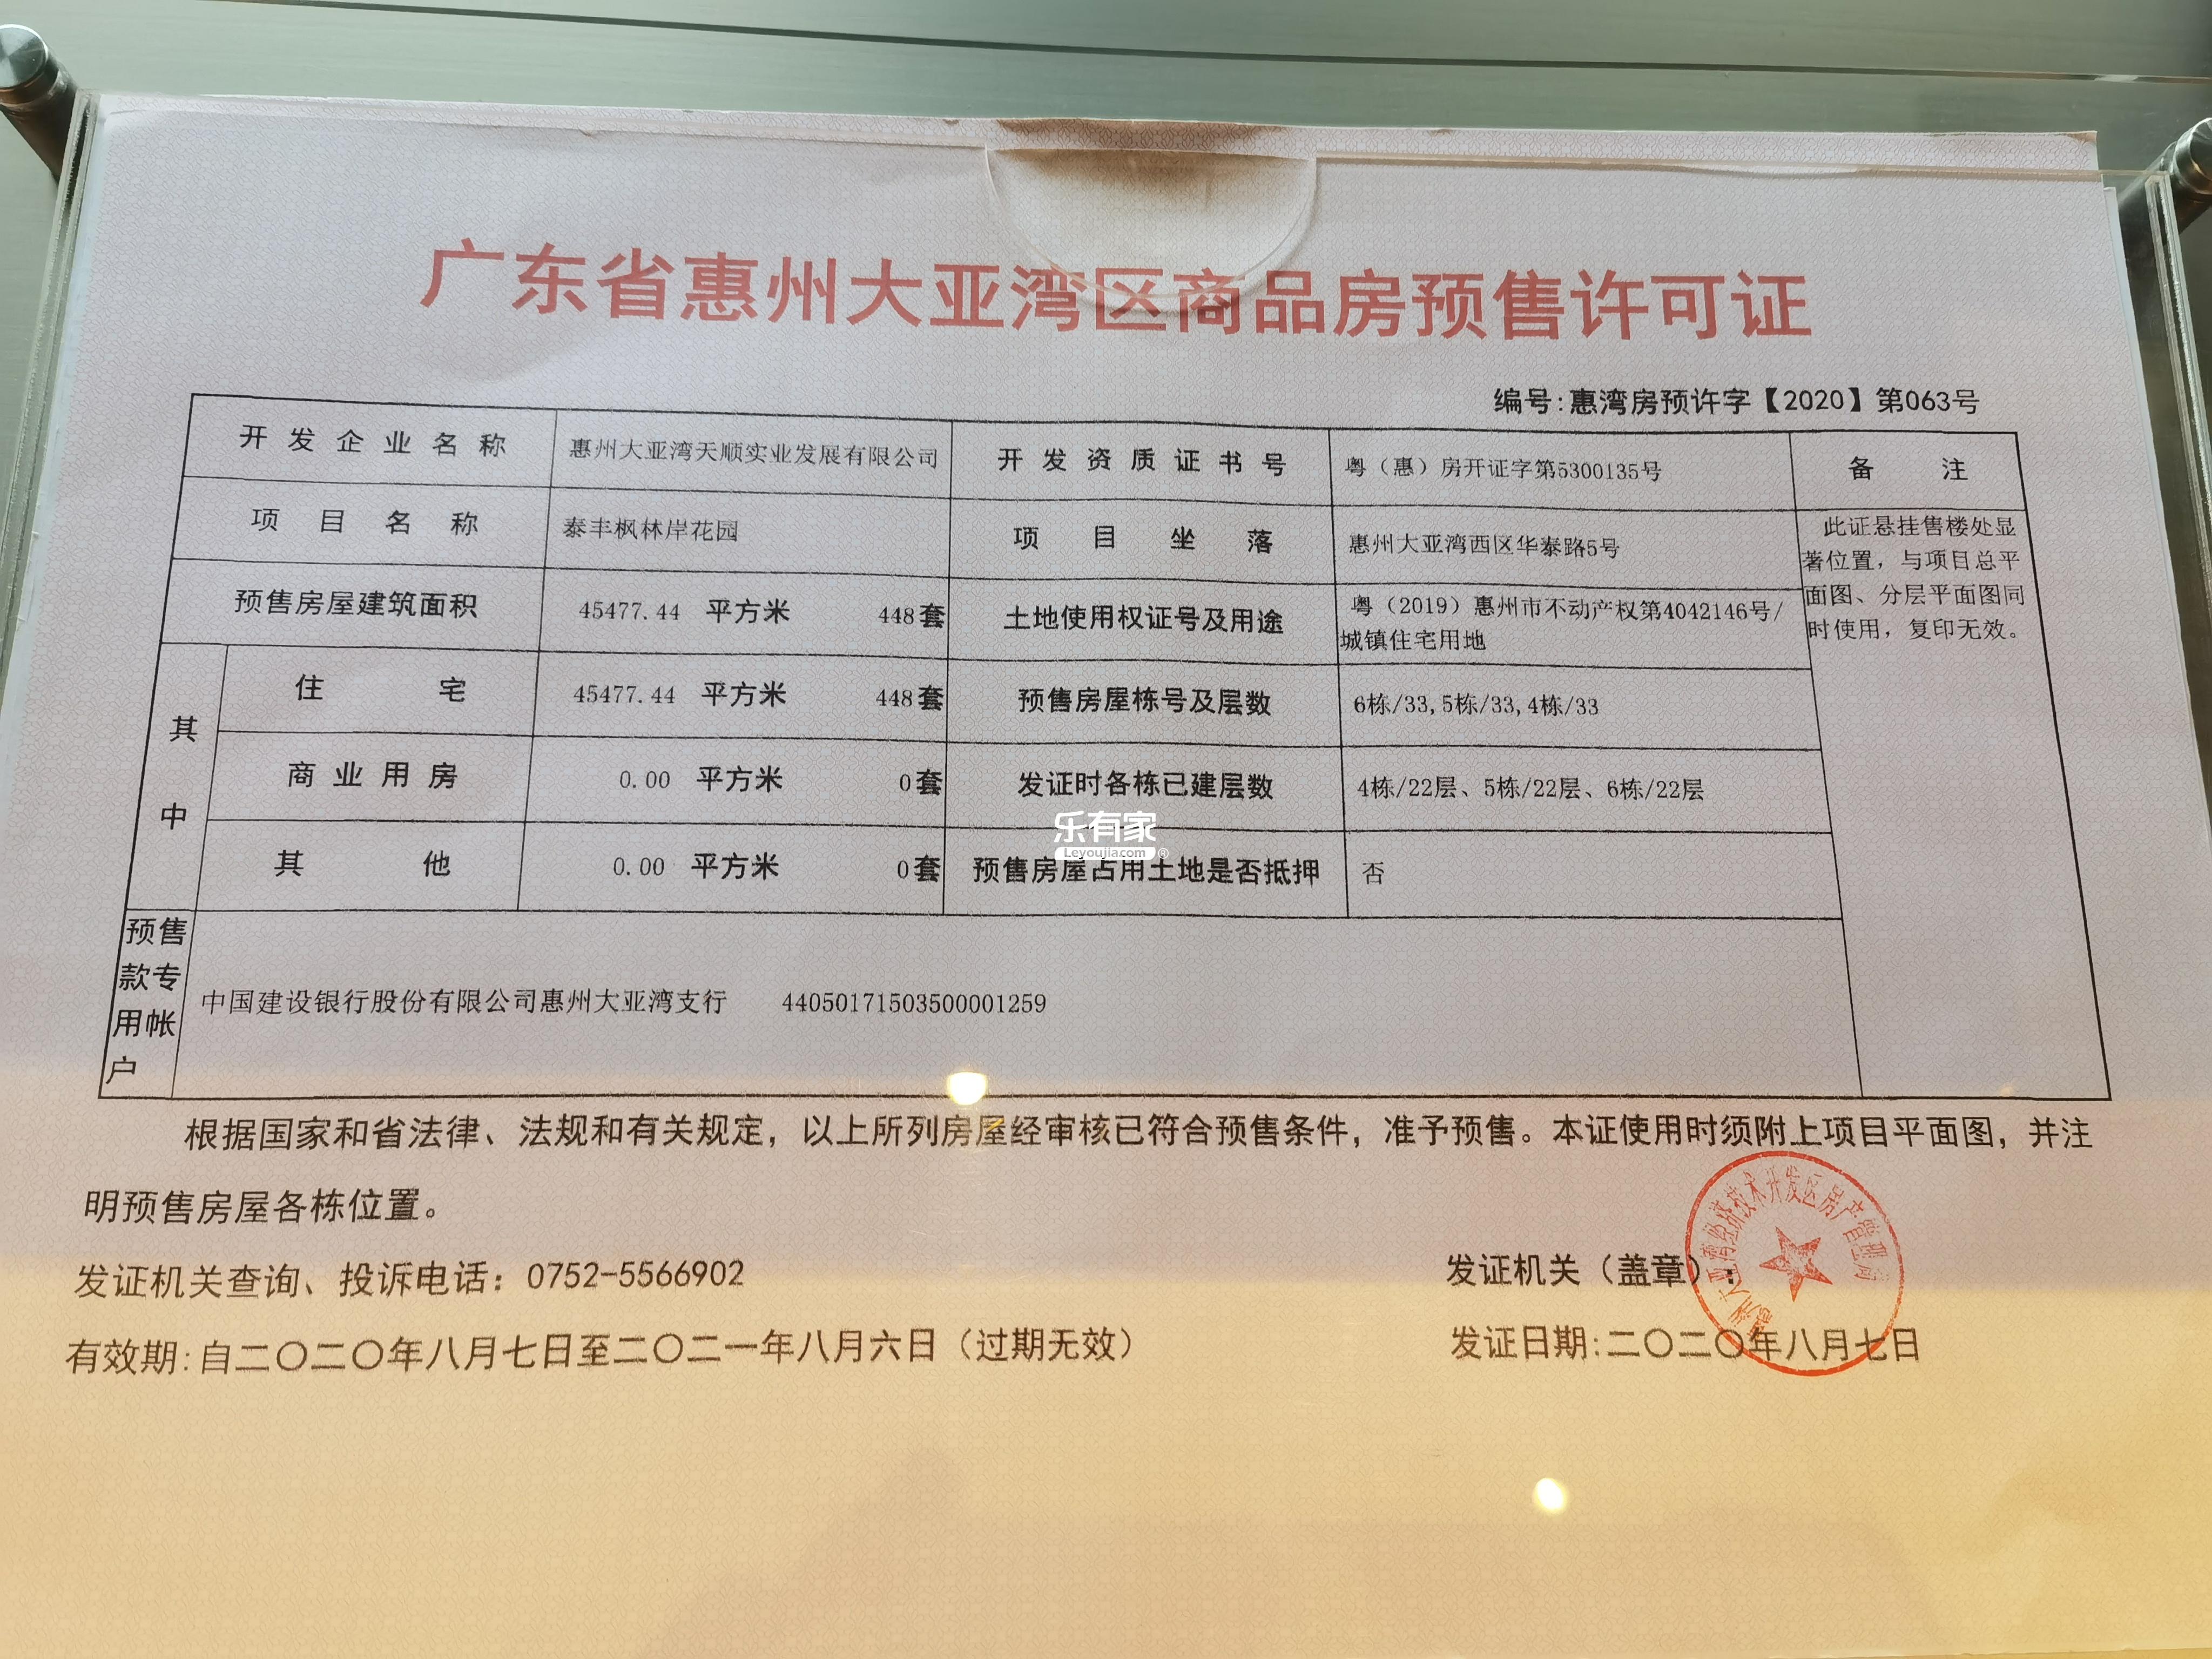 广东省惠州大亚湾区商品房预售许可证
编号:惠湾房预许字【2020】第063号
开发企业名称 惠州大亚湾天顺实业发展有限公司 开发资质证书号 粤（惠）房开证字第5300135号 备注
项目名称 泰丰枫林岸花园 项目坐落 惠州大亚湾西区华泰路5号
此证悬挂售楼处显
著位置，与项目总平
面图、分层平面图同
时使用，复印无效。
预售房屋建筑面积 45477.44 平方米 448套 土地使用权证号及用途 粤（2019）惠州市不动产权第4042146号/
城镇住宅用地
其中
住宅 45477.44 平方米 448套 预售房屋栋号及层数 6栋/33,5栋/33,4栋/33
商业用房 0.00 平方米 0套 发证时各栋已建层数 4栋/22层、5栋/22层、6栋/22层
其他 0.00 平方米 0套 预售房屋占用土地是否抵押 否
乐有家
Leyoujia.com ®
预售
款专
用帐
户
中国建设银行股份有限公司惠州大亚湾支行 44050171503500001259
根据国家和省法律、法规和有关规定，以上所列房屋经审核已符合预售条件，准予预售。本证使用时须附上项目平面图，并注
明预售房屋各栋位置。
发证机关查询、投诉电话：0752-5566902
发证机关（盖章）:
惠州大亚湾经济技术开发区房产管理局
有效期:自二〇二〇年八月七日至二〇二一年八月六日（过期无效）
发证日期:二〇二〇年八月七日